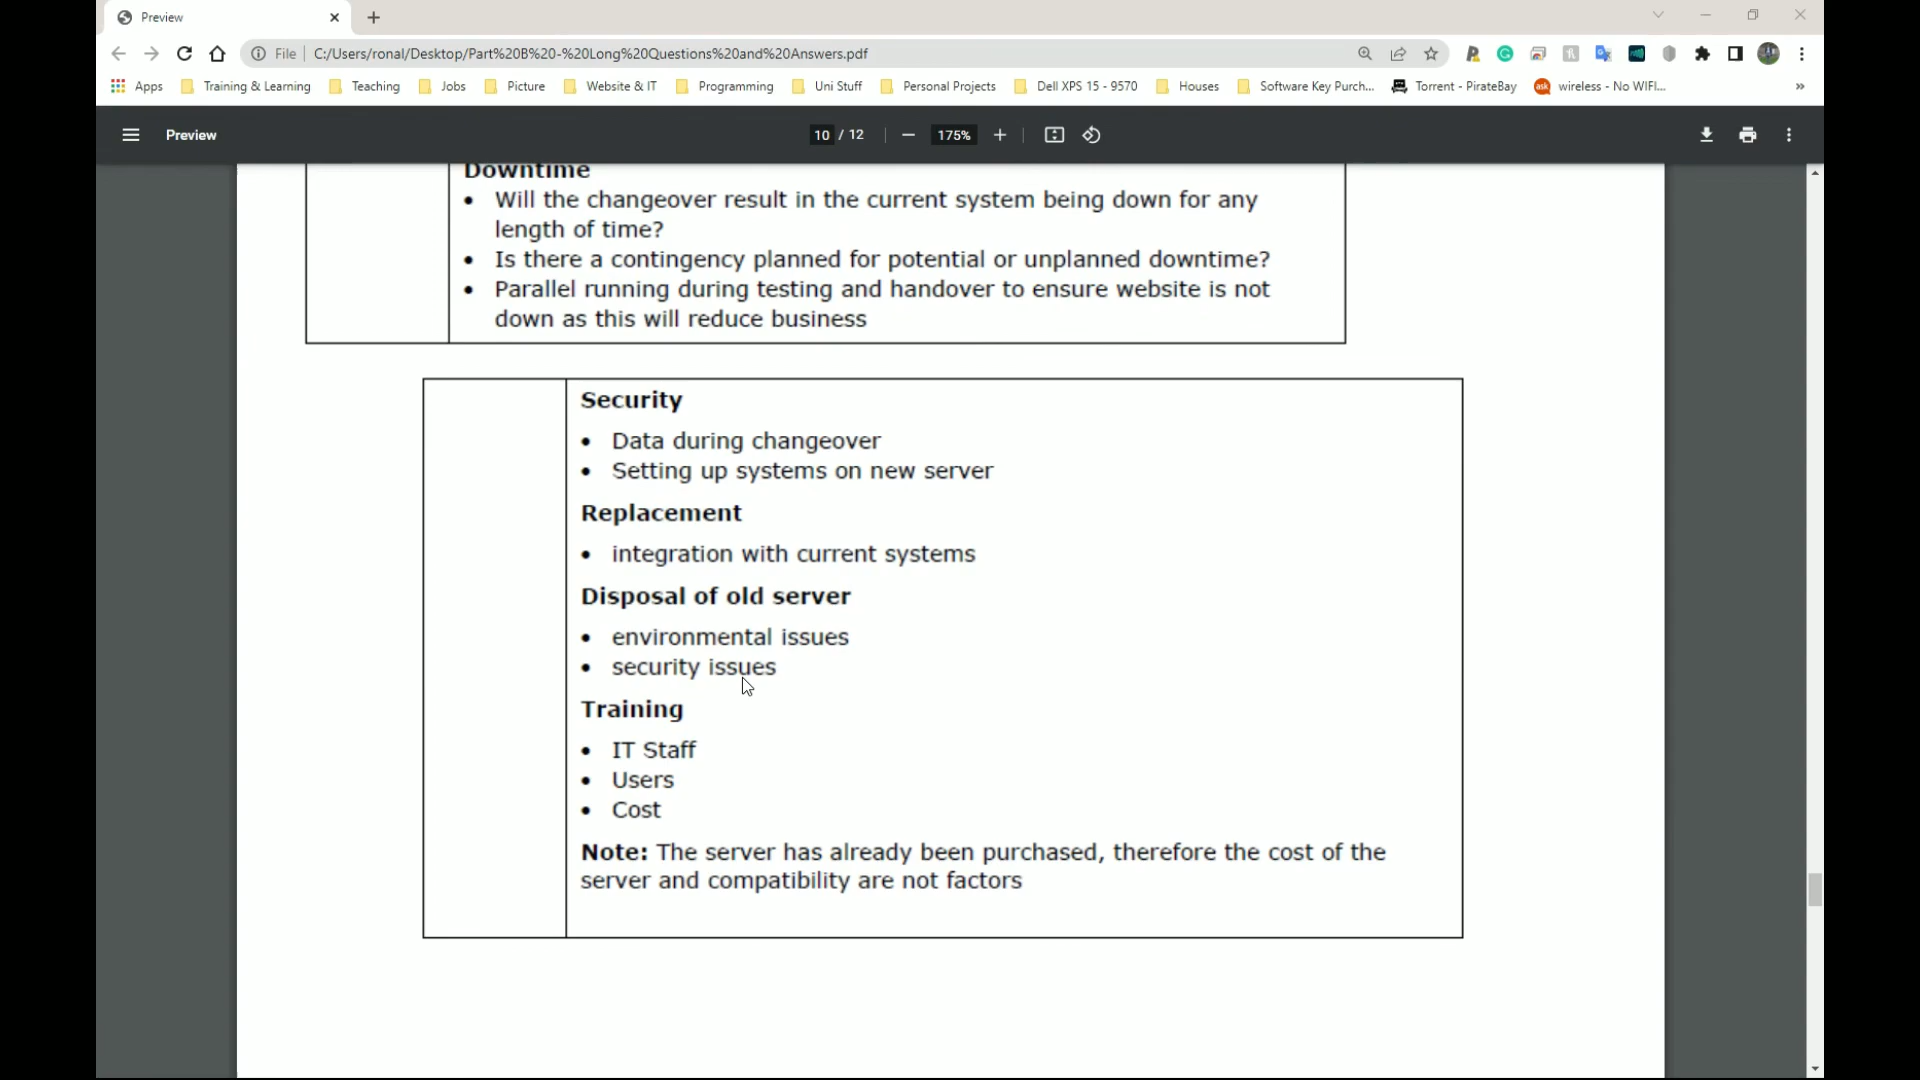 Preview
File C:/Users/ronal/Desktop/Part%20B%20-%20Long%20Questions%20and%20Answers.pdf
Apps Training & Learning Teaching Jobs Picture Website & IT Programming Uni Stuff Personal Projects Dell XPS 15 - 9570 Houses Software Key Purch... Torrent - PirateBay ask wireless - No WIFI... »
Preview 10 / 12 175%
Downtime
• Will the changeover result in the current system being down for any
length of time?
• Is there a contingency planned for potential or unplanned downtime?
• Parallel running during testing and handover to ensure website is not
down as this will reduce business
Security
• Data during changeover
• Setting up systems on new server
Replacement
• integration with current systems
Disposal of old server
• environmental issues
• security issues
Training
• IT Staff
• Users
• Cost
Note: The server has already been purchased, therefore the cost of the
server and compatibility are not factors